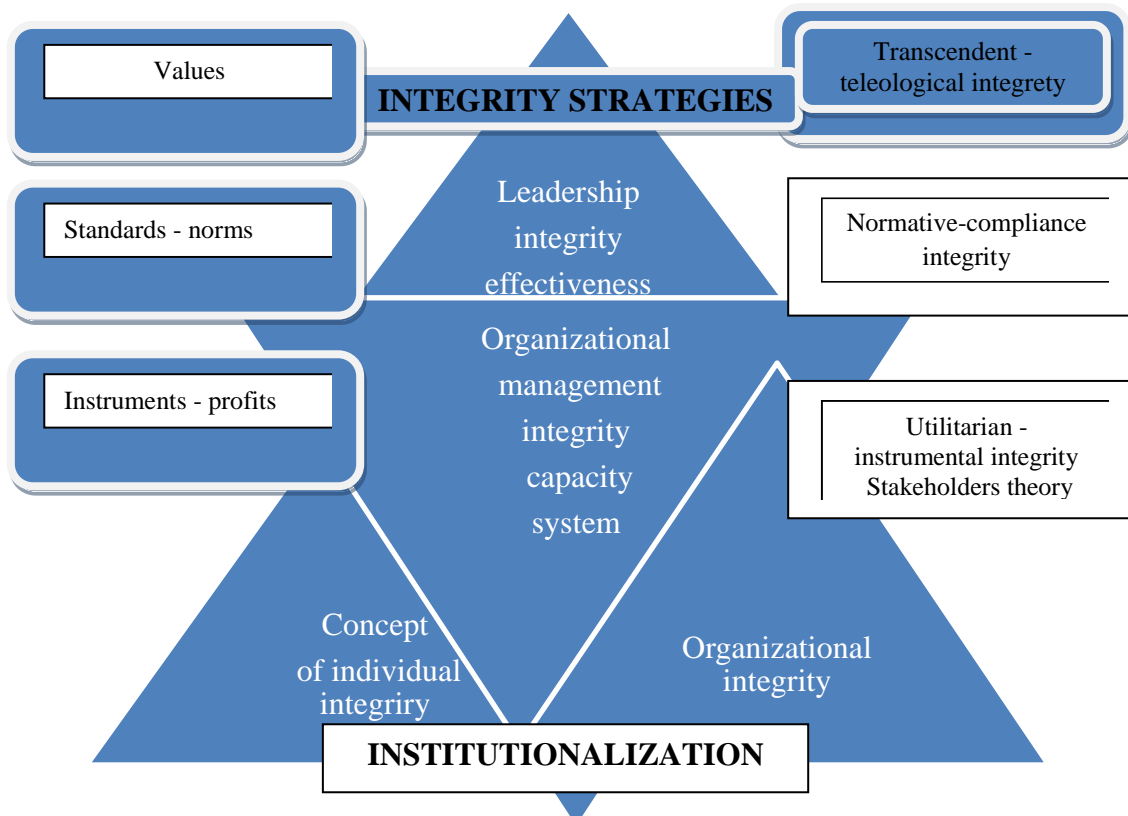 Values
Transcendent -
teleological integrety
INTEGRITY STRATEGIES
Leadership
integrity
effectiveness
Standards - norms
Normative-compliance
integrity
Organizational
management
integrity
capacity
system
Instruments - profits
Utilitarian -
instrumental integrity
Stakeholders theory
Concept
of individual
integriry
Organizational
integrity
INSTITUTIONALIZATION